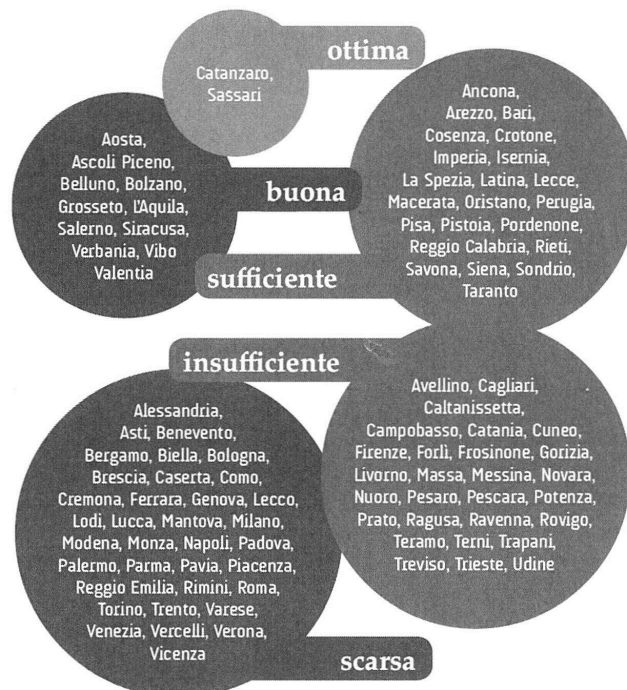 ottima
Catanzaro,
Sassari
buona
Aosta,
Ascoli Piceno,
Belluno, Bolzano,
Grosseto, L'Aquila,
Salerno, Siracusa,
Verbania, Vibo
Valentia
sufficiente
Ancona,
Arezzo, Bari,
Cosenza, Crotone,
Imperia, Isernia,
La Spezia, Latina, Lecce,
Macerata, Oristano, Perugia,
Pisa, Pistoia, Pordenone,
Reggio Calabria, Rieti,
Savona, Siena, Sondrio,
Taranto
insufficiente
Avellino, Cagliari,
Caltanissetta,
Campobasso, Catania, Cuneo,
Firenze, Forlì, Frosinone, Gorizia,
Livorno, Massa, Messina, Novara,
Nuoro, Pesaro, Pescara, Potenza,
Prato, Ragusa, Ravenna, Rovigo,
Teramo, Terni, Trapani,
Treviso, Trieste, Udine
Alessandria,
Asti, Benevento,
Bergamo, Biella, Bologna,
Brescia, Caserta, Como,
Cremona, Ferrara, Genova, Lecco,
Lodi, Lucca, Mantova, Milano,
Modena, Monza, Napoli, Padova,
Palermo, Parma, Pavia, Piacenza,
Reggio Emilia, Rimini, Roma,
Torino, Trento, Varese,
Venezia, Vercelli, Verona,
Vicenza
scarsa